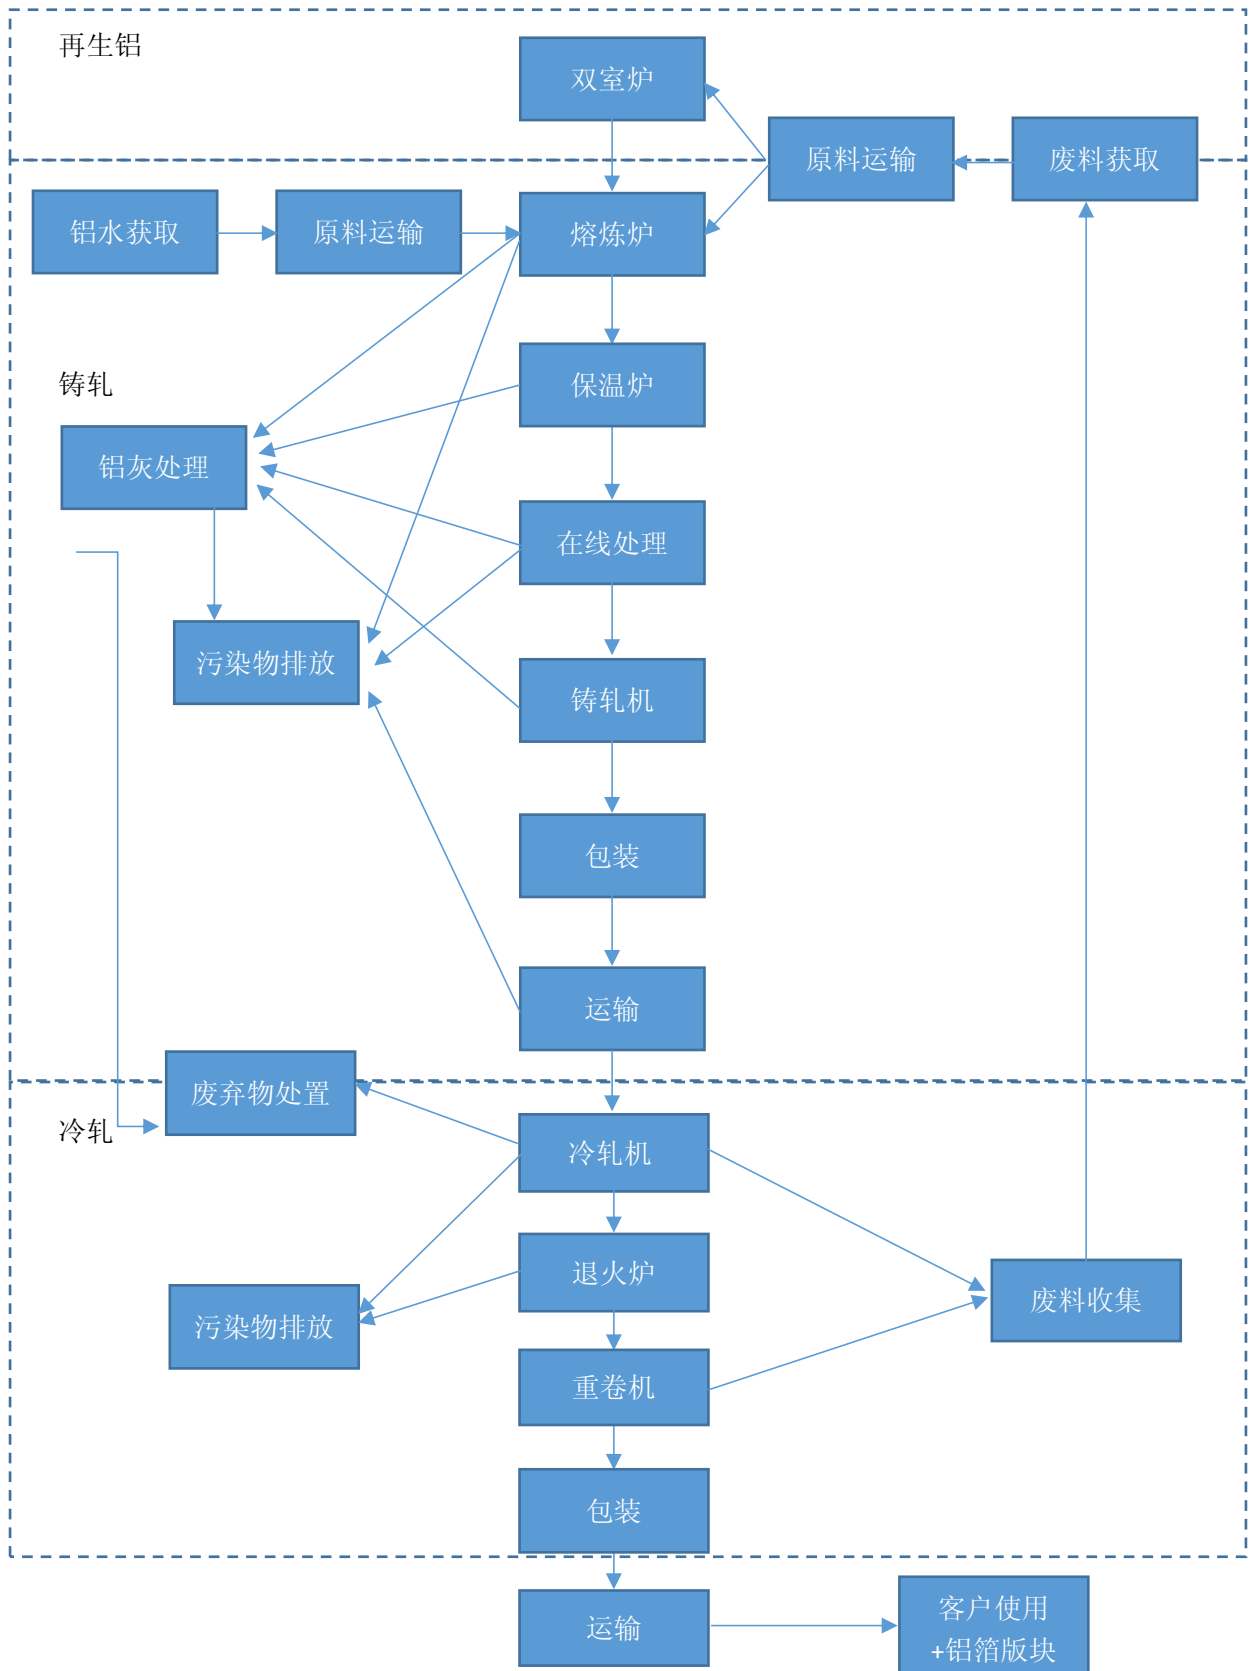 再生铝
双室炉
原料运输
废料获取
铝水获取
原料运输
熔炼炉
铸轧
保温炉
铝灰处理
在线处理
污染物排放
铸轧机
包装
运输
废弃物处置
冷轧
冷轧机
退火炉
污染物排放
废料收集
重卷机
包装
运输
客户使用
+铝箔版块